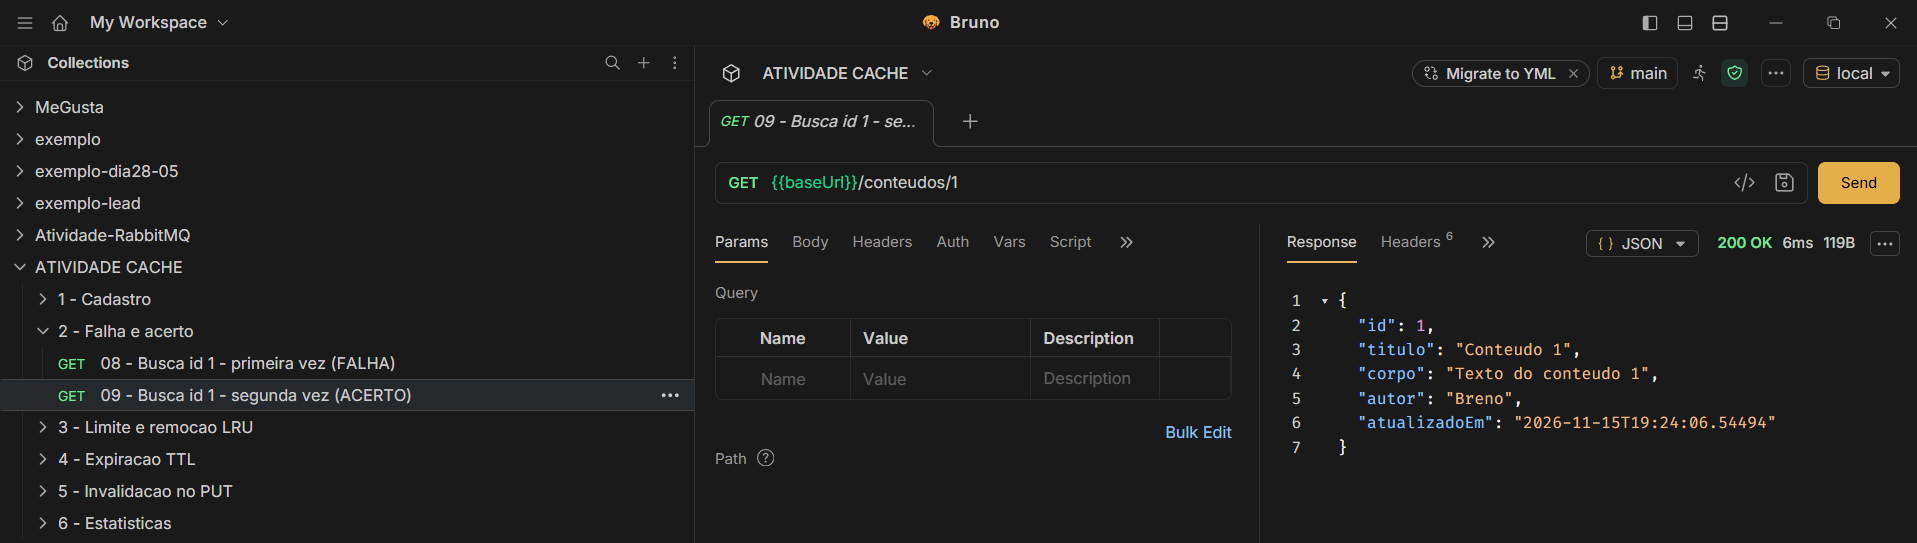 My Workspace
Bruno
Collections
MeGusta
exemplo
exemplo-dia28-05
exemplo-lead
Atividade-RabbitMQ
ATIVIDADE CACHE
1 - Cadastro
2 - Falha e acerto
GET 08 - Busca id 1 - primeira vez (FALHA)
GET 09 - Busca id 1 - segunda vez (ACERTO)
3 - Limite e remocao LRU
4 - Expiracao TTL
5 - Invalidacao no PUT
6 - Estatisticas
ATIVIDADE CACHE
Migrate to YML
main
local
GET 09 - Busca id 1 - se...
GET {{baseUrl}}/conteudos/1
Send
Params Body Headers Auth Vars Script
Query
Name Value Description
Name Value Description
Bulk Edit
Path
Response Headers 6
{ } JSON 200 OK 6ms 119B
1 {
2 "id": 1,
3 "titulo": "Conteudo 1",
4 "corpo": "Texto do conteudo 1",
5 "autor": "Breno",
6 "atualizadoEm": "2026-11-15T19:24:06.54494"
7 }